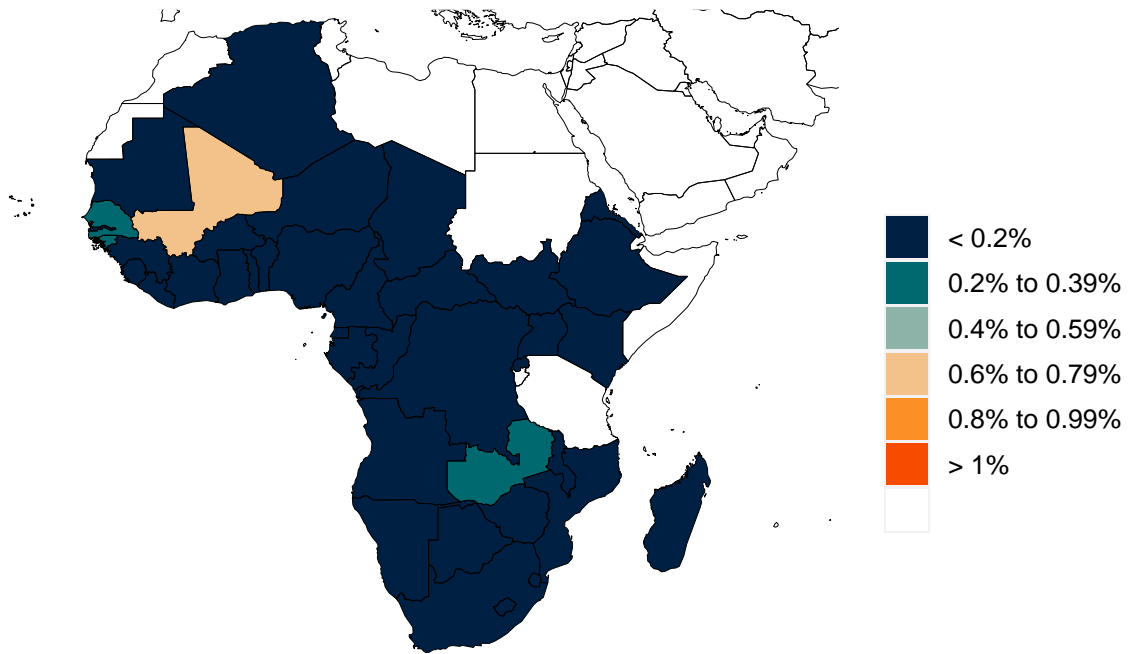 < 0.2%
0.2% to 0.39%
0.4% to 0.59%
0.6% to 0.79%
0.8% to 0.99%
> 1%